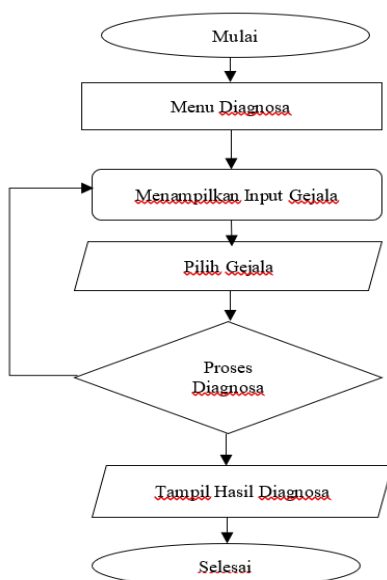 Mulai
Menu Diagnosa
Menampilkan Input Gejala
Pilih Gejala
Proses
Diagnosa
Tampil Hasil Diagnosa
Selesai